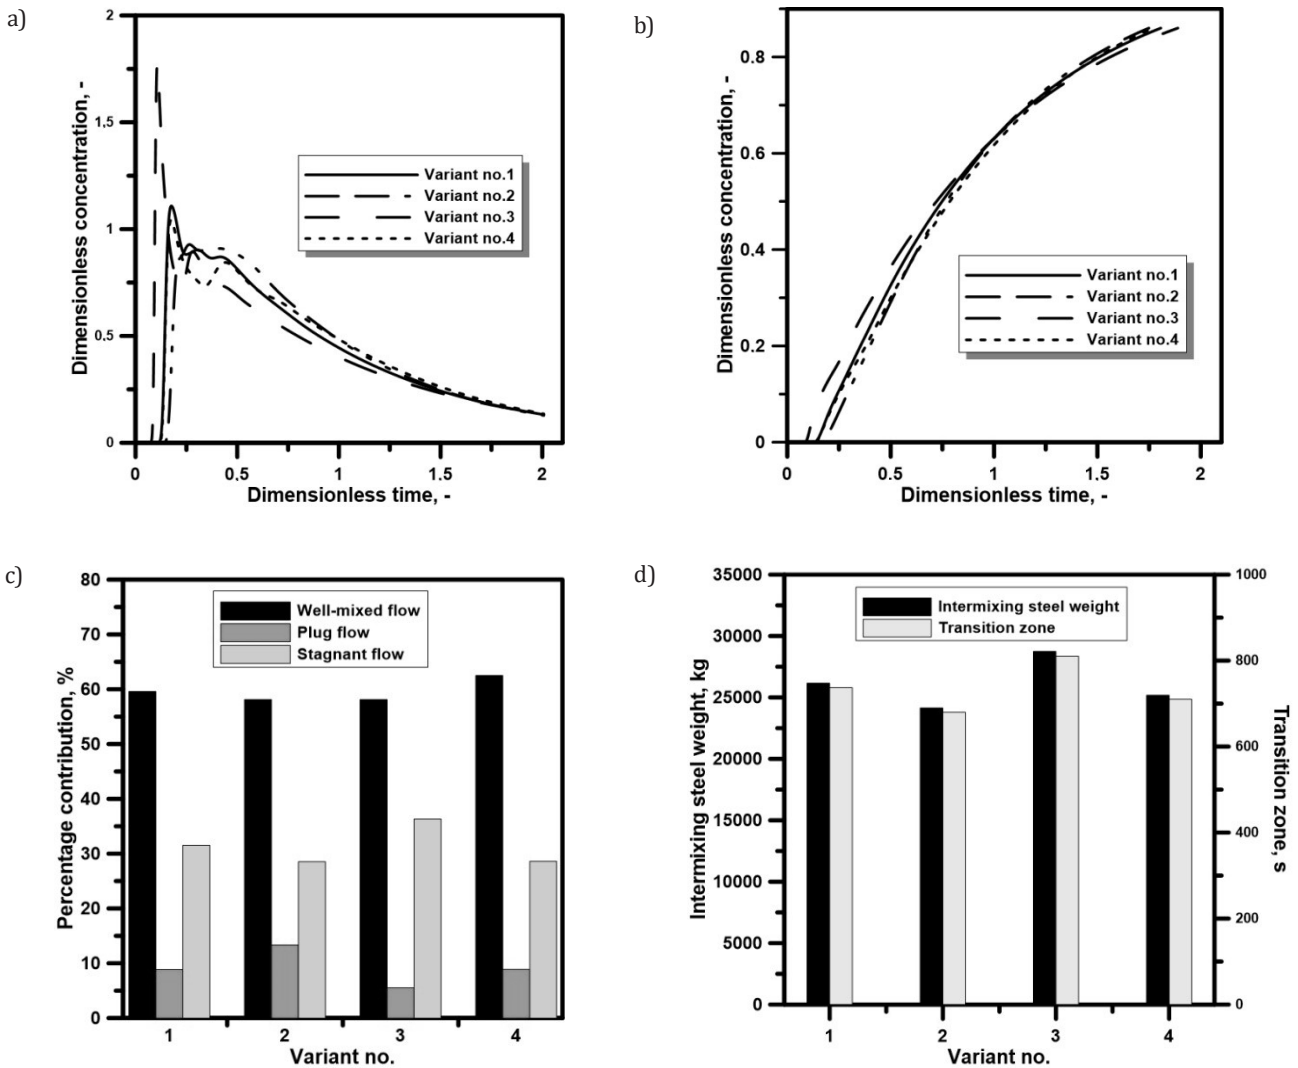 a)
Dimensionless concentration, -
2
1.5
1
0.5
0
Variant no.1
Variant no.2
Variant no.3
Variant no.4
0 0.5 1 1.5 2
Dimensionless time, -
b)
Dimensionless concentration, -
0.8
0.6
0.4
0.2
0
Variant no.1
Variant no.2
Variant no.3
Variant no.4
0 0.5 1 1.5 2
Dimensionless time, -
c)
Percentage contribution, %
80
70
60
50
40
30
20
10
0
Well-mixed flow
Plug flow
Stagnant flow
1 2 3 4
Variant no.
d)
Intermixing steel weight, kg
35000
30000
25000
20000
15000
10000
5000
0
Intermixing steel weight
Transition zone
1000
800
600
400
200
0
Transition zone, s
1 2 3 4
Variant no.